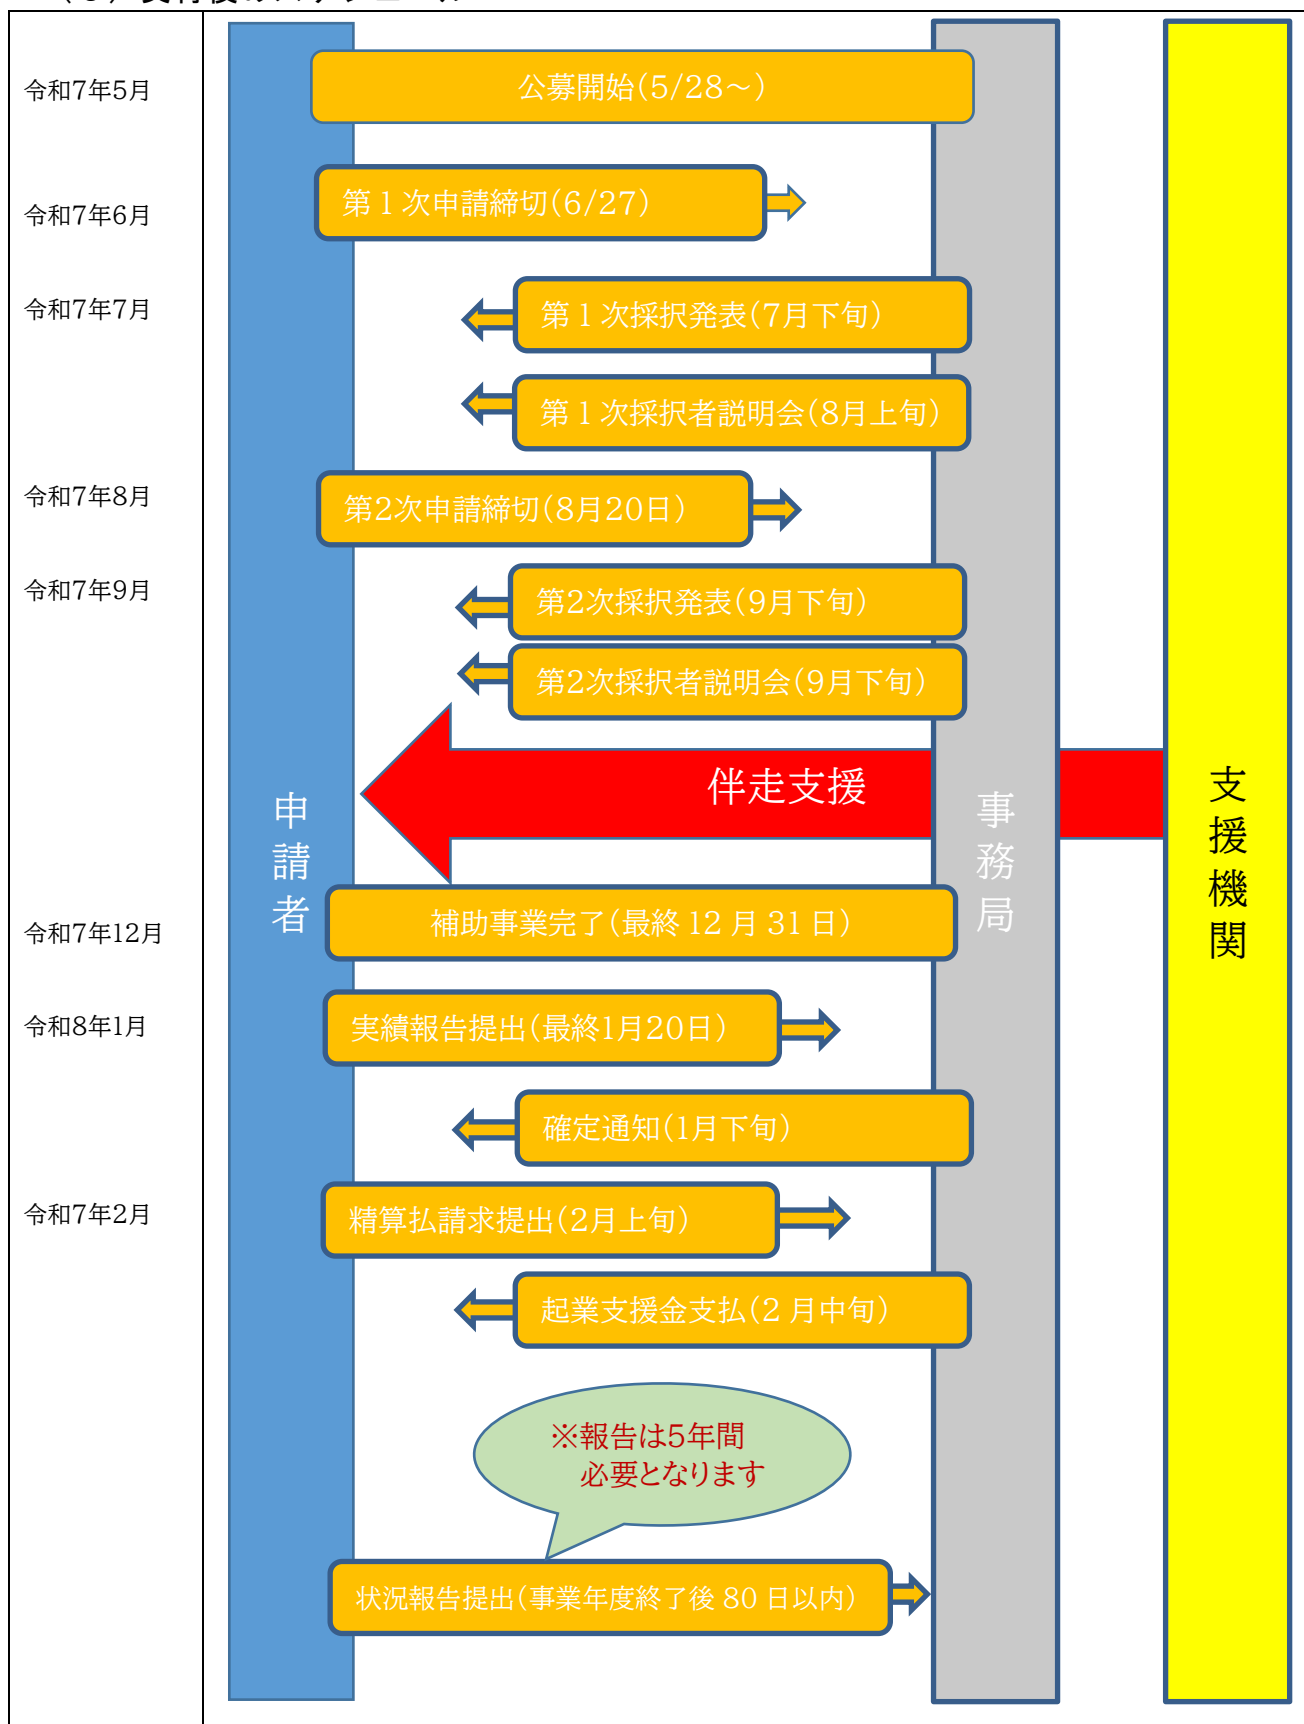 令和7年5月
公募開始(5/28～)
令和7年6月
第1次申請締切(6/27)
令和7年7月
第1次採択発表(7月下旬)
第1次採択者説明会(8月上旬)
令和7年8月
第2次申請締切(8月20日)
令和7年9月
第2次採択発表(9月下旬)
第2次採択者説明会(9月下旬)
伴走支援
申請者
事務局
支援機関
令和7年12月
補助事業完了(最終12月31日)
令和8年1月
実績報告提出(最終1月20日)
確定通知(1月下旬)
令和7年2月
精算払請求提出(2月上旬)
起業支援金支払(2月中旬)
※報告は5年間
必要となります
状況報告提出(事業年度終了後80日以内)